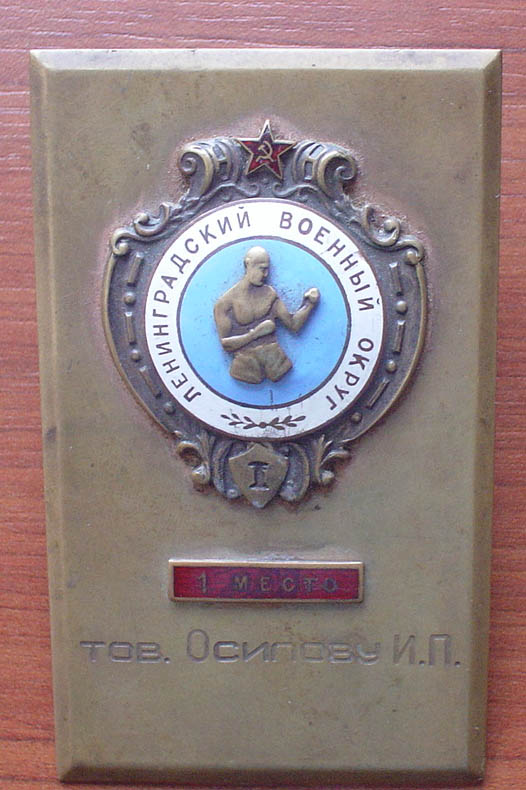 ЛЕНИНГРАДСКИЙ ВОЕННЫЙ ОКРУГ
I
1 МЕСТО
тов. Осипову И.П.